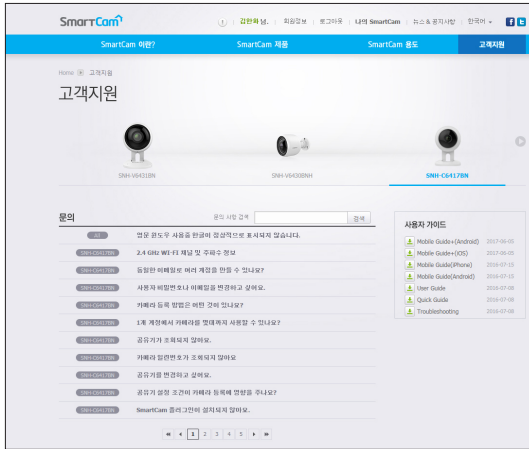 SmartCam
김한화 님. | 회원정보 | 로그아웃 | 나의 SmartCam | 뉴스 & 공지사항 | 한국어
SmartCam 이란? SmartCam 제품 SmartCam 용도 고객지원
Home 고객지원
고객지원
SNH-V6431BN SNH-V6430BNH SNH-C6417BN
문의 문의 사항 검색 검색
All 영문 윈도우 사용중 한글이 정상적으로 표시되지 않습니다.
SNH-C6417BN 2.4 GHz WI-FI 채널 및 주파수 정보
SNH-C6417BN 동일한 이메일로 여러 계정을 만들 수 있나요?
SNH-C6417BN 사용자 비밀번호나 이메일을 변경하고 싶어요.
SNH-C6417BN 카메라 등록 방법은 어떤 것이 있나요?
SNH-C6417BN 1개 계정에서 카메라를 몇대까지 사용할 수 있나요?
SNH-C6417BN 공유기가 조회되지 않아요.
SNH-C6417BN 카메라 일련번호가 조회되지 않아요
SNH-C6417BN 공유기를 변경하고 싶어요.
SNH-C6417BN 공유기 설정 조건이 카메라 등록에 영향을 주나요?
SNH-C6417BN SmartCam 플러그인이 설치되지 않아요.
1 2 3 4 5
사용자 가이드
Mobile Guide+(Android) 2017-06-05
Mobile Guide+(iOS) 2017-06-05
Mobile Guide(iPhone) 2016-07-15
Mobile Guide(Android) 2016-07-15
User Guide 2016-07-08
Quick Guide 2016-07-08
Troubleshooting 2016-07-08